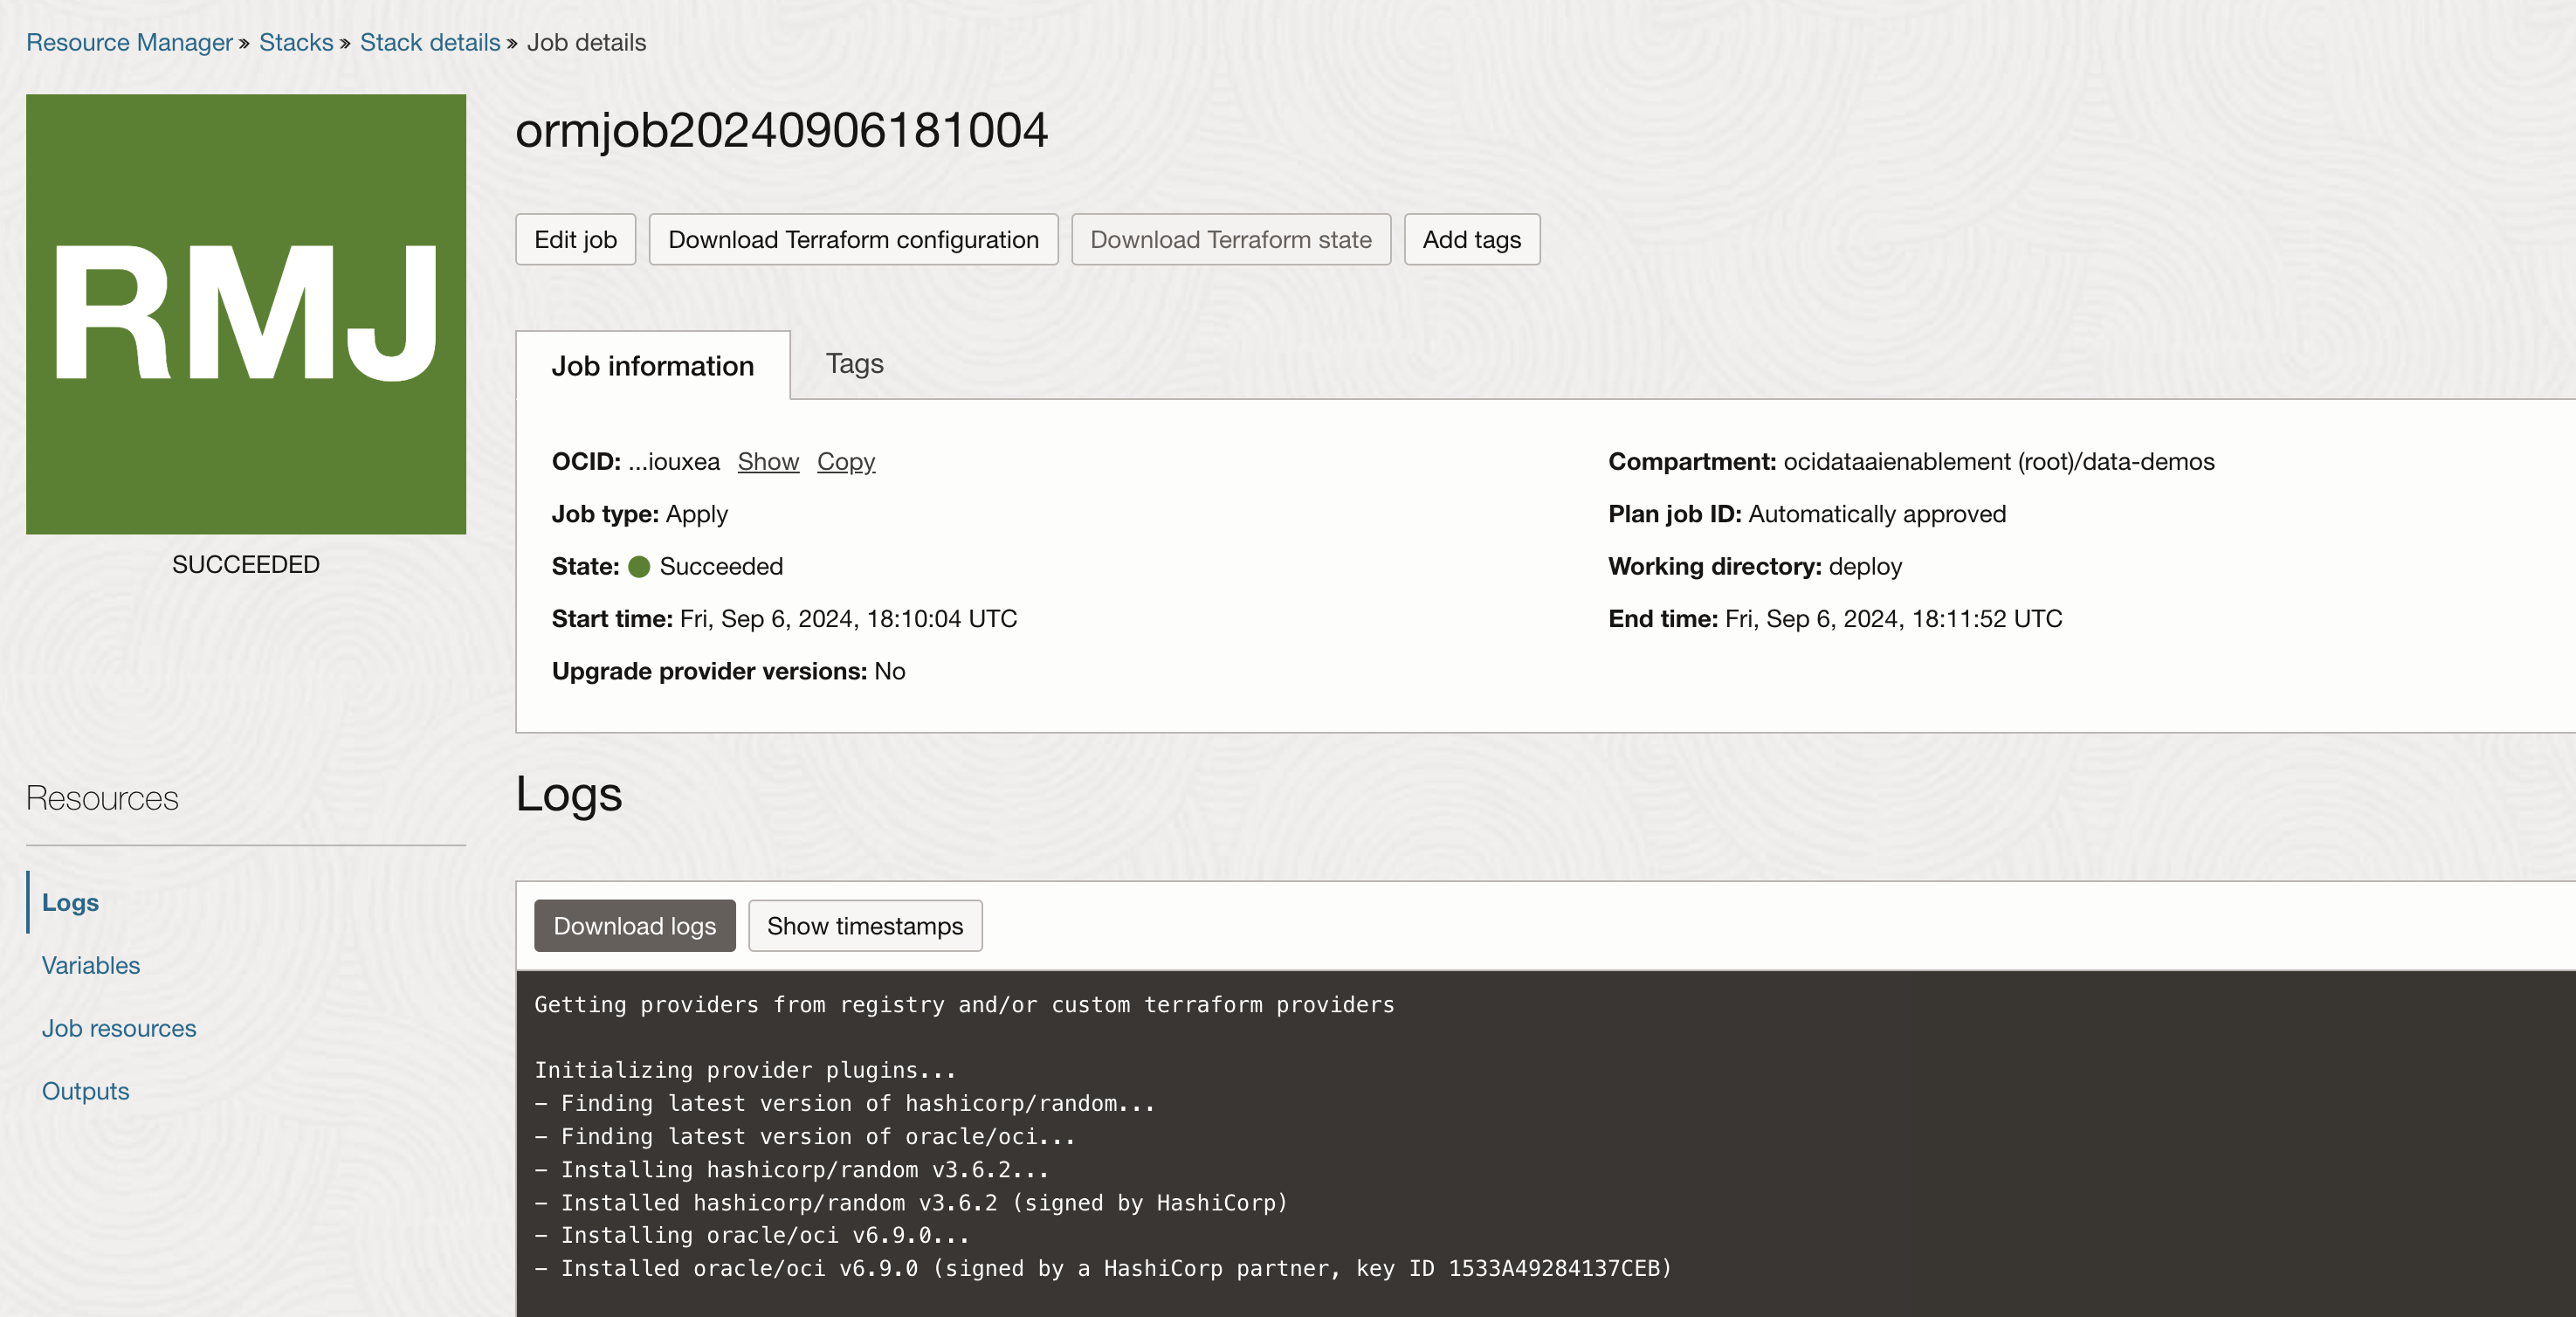 Resource Manager » Stacks » Stack details » Job details
RMJ
SUCCEEDED
ormjob20240906181004
Edit job
Download Terraform configuration
Download Terraform state
Add tags
Job information
Tags
OCID: ...iouxea Show Copy
Compartment: ocidataaienablement (root)/data-demos
Job type: Apply
Plan job ID: Automatically approved
State: Succeeded
Working directory: deploy
Start time: Fri, Sep 6, 2024, 18:10:04 UTC
End time: Fri, Sep 6, 2024, 18:11:52 UTC
Upgrade provider versions: No
Resources
Logs
Variables
Job resources
Outputs
Logs
Download logs
Show timestamps
Getting providers from registry and/or custom terraform providers
Initializing provider plugins...
– Finding latest version of hashicorp/random...
– Finding latest version of oracle/oci...
– Installing hashicorp/random v3.6.2...
– Installed hashicorp/random v3.6.2 (signed by HashiCorp)
– Installing oracle/oci v6.9.0...
– Installed oracle/oci v6.9.0 (signed by a HashiCorp partner, key ID 1533A49284137CEB)